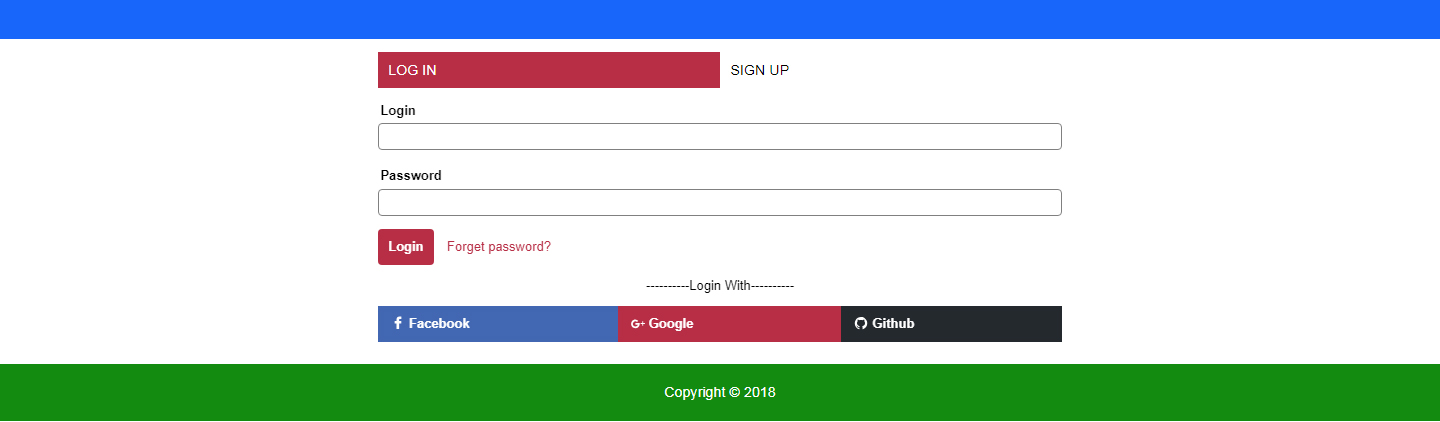 LOG IN SIGN UP
Login
Password
Login Forget password?
----------Login With----------
Facebook Google Github
Copyright © 2018